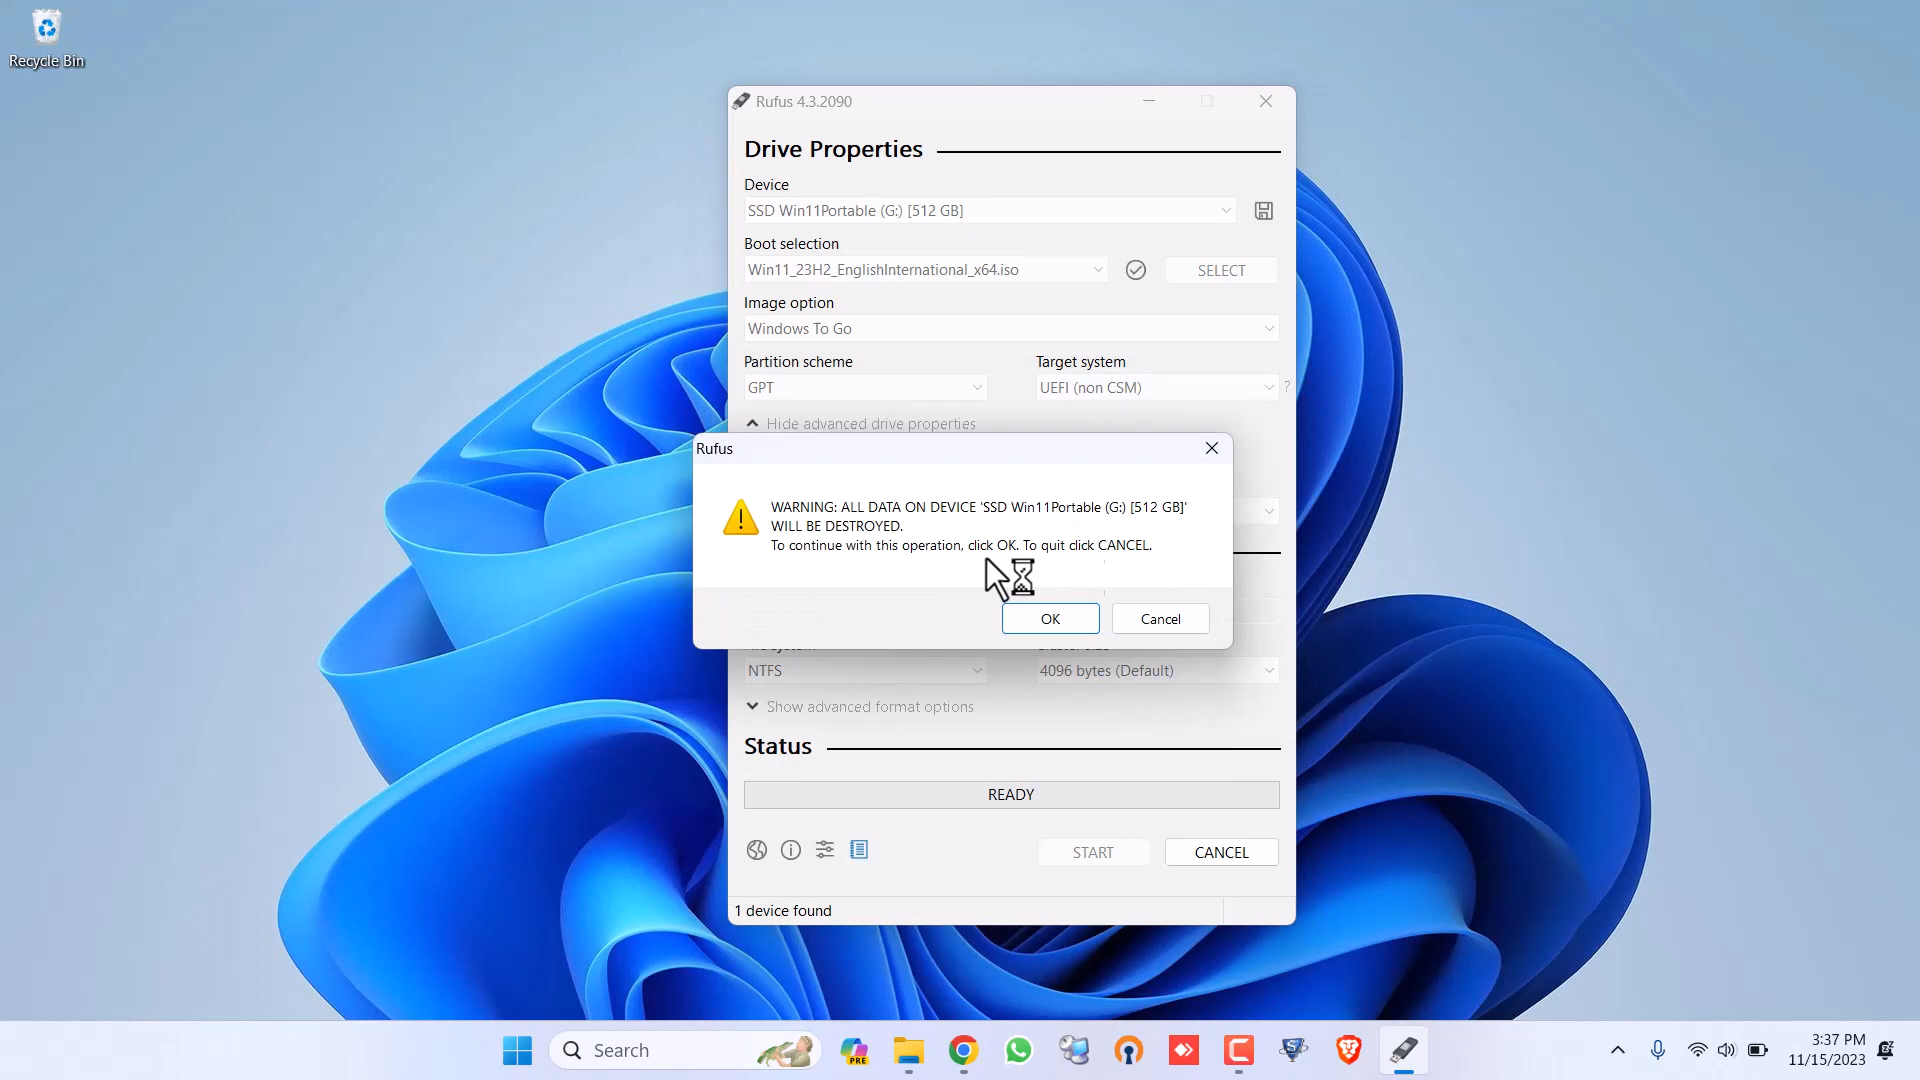 Recycle Bin
Rufus 4.3.2090
Drive Properties
Device
SSD Win11Portable (G:) [512 GB]
Boot selection
Win11_23H2_EnglishInternational_x64.iso
SELECT
Image option
Windows To Go
Partition scheme
Target system
GPT
UEFI (non CSM)
?
Hide advanced drive properties
Rufus
WARNING: ALL DATA ON DEVICE 'SSD Win11Portable (G:) [512 GB]'
WILL BE DESTROYED.
To continue with this operation, click OK. To quit click CANCEL.
OK
Cancel
NTFS
4096 bytes (Default)
Show advanced format options
Status
READY
START
CANCEL
1 device found
Search
PRE
3:37 PM
11/15/2023